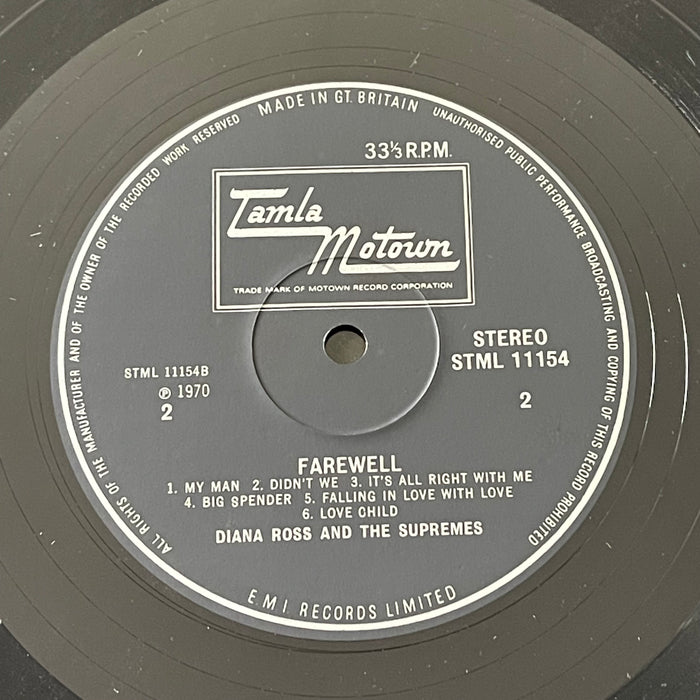 MADE IN GT. BRITAIN
UNAUTHORISED PUBLIC PERFORMANCE BROADCASTING AND COPYING OF THIS RECORD PROHIBITED
ALL RIGHTS OF THE MANUFACTURER AND OF THE OWNER OF THE RECORDED WORK RESERVED
33⅓ R.P.M.
Tamla
Motown
TRADE MARK OF MOTOWN RECORD CORPORATION
STEREO
STML 11154
2
STML 11154B
℗ 1970
2
FAREWELL
1. MY MAN 2. DIDN'T WE 3. IT'S ALL RIGHT WITH ME
4. BIG SPENDER 5. FALLING IN LOVE WITH LOVE
6. LOVE CHILD
DIANA ROSS AND THE SUPREMES
E.M.I. RECORDS LIMITED